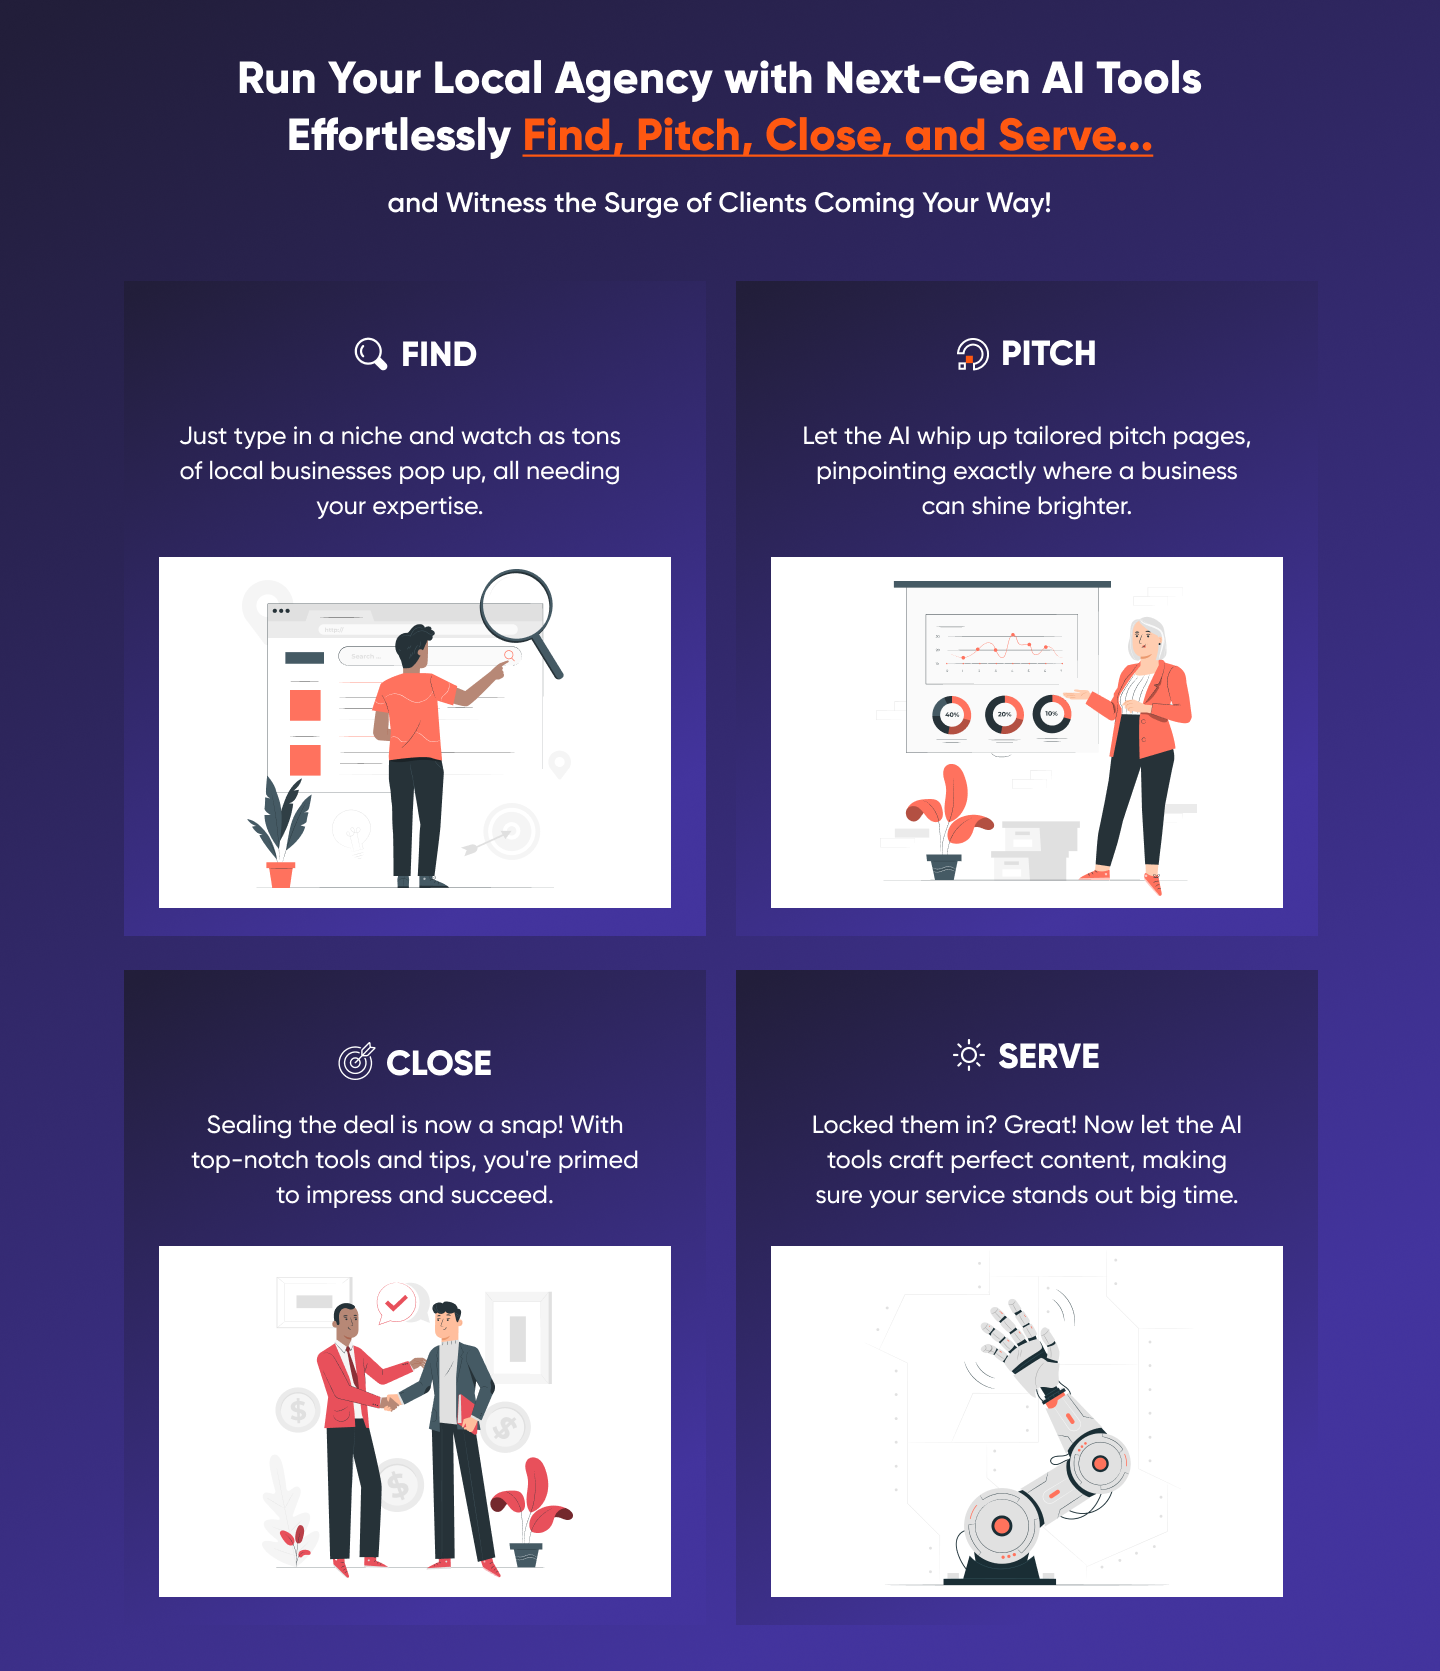 Run Your Local Agency with Next-Gen AI Tools
Effortlessly Find, Pitch, Close, and Serve...
and Witness the Surge of Clients Coming Your Way!
FIND
Just type in a niche and watch as tons
of local businesses pop up, all needing
your expertise.
Search ...
PITCH
Let the AI whip up tailored pitch pages,
pinpointing exactly where a business
can shine brighter.
40%
20%
10%
CLOSE
Sealing the deal is now a snap! With
top-notch tools and tips, you're primed
to impress and succeed.
$
$
$
SERVE
Locked them in? Great! Now let the AI
tools craft perfect content, making
sure your service stands out big time.